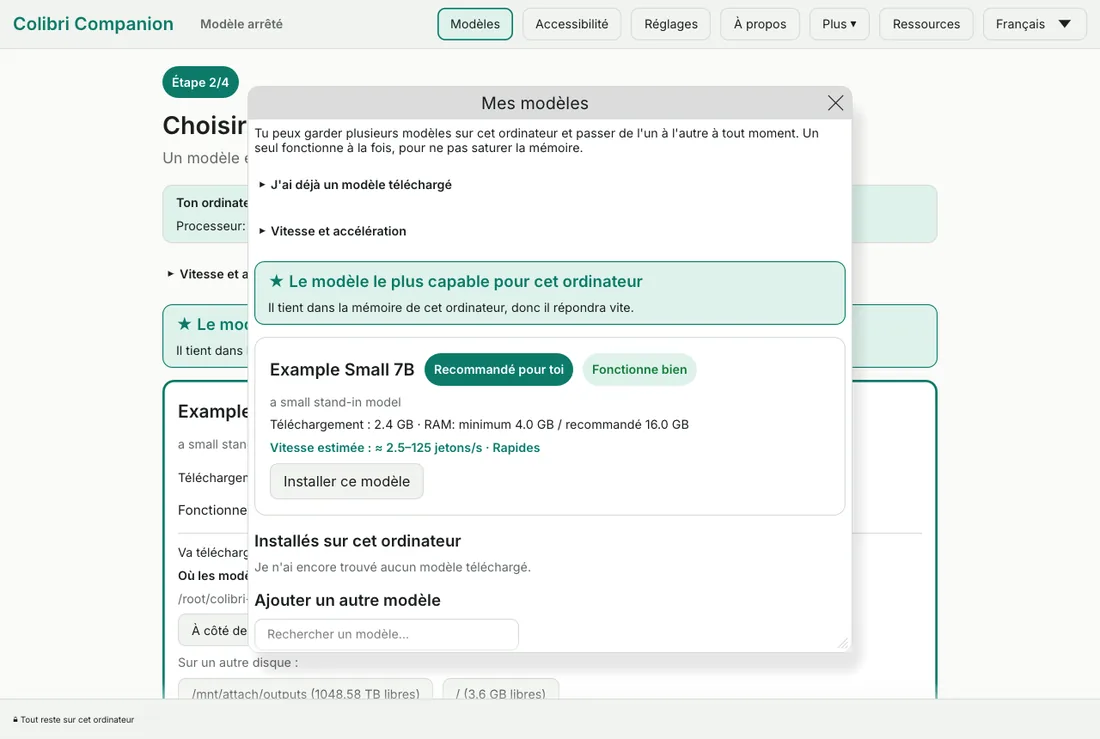 Colibri Companion
Modèle arrêté
Modèles
Accessibilité
Réglages
À propos
Plus ▾
Ressources
Français
Étape 2/4
Choisir
Un modèle
Ton ordinate
Processeur:
▸ Vitesse et a
★ Le mod
Il tient dans
Example
a small stan
Téléchargen
Fonctionne
Va télécharg
Où les modè
/root/colibri-
À côté de
Sur un autre disque :
/mnt/attach/outputs (1048.58 TB libres)
/ (3.6 GB libres)
Mes modèles
Tu peux garder plusieurs modèles sur cet ordinateur et passer de l'un à l'autre à tout moment. Un
seul fonctionne à la fois, pour ne pas saturer la mémoire.
▸ J'ai déjà un modèle téléchargé
▸ Vitesse et accélération
★ Le modèle le plus capable pour cet ordinateur
Il tient dans la mémoire de cet ordinateur, donc il répondra vite.
Example Small 7B
Recommandé pour toi
Fonctionne bien
a small stand-in model
Téléchargement : 2.4 GB · RAM: minimum 4.0 GB / recommandé 16.0 GB
Vitesse estimée : ≈ 2.5–125 jetons/s · Rapides
Installer ce modèle
Installés sur cet ordinateur
Je n'ai encore trouvé aucun modèle téléchargé.
Ajouter un autre modèle
Rechercher un modèle...
Tout reste sur cet ordinateur